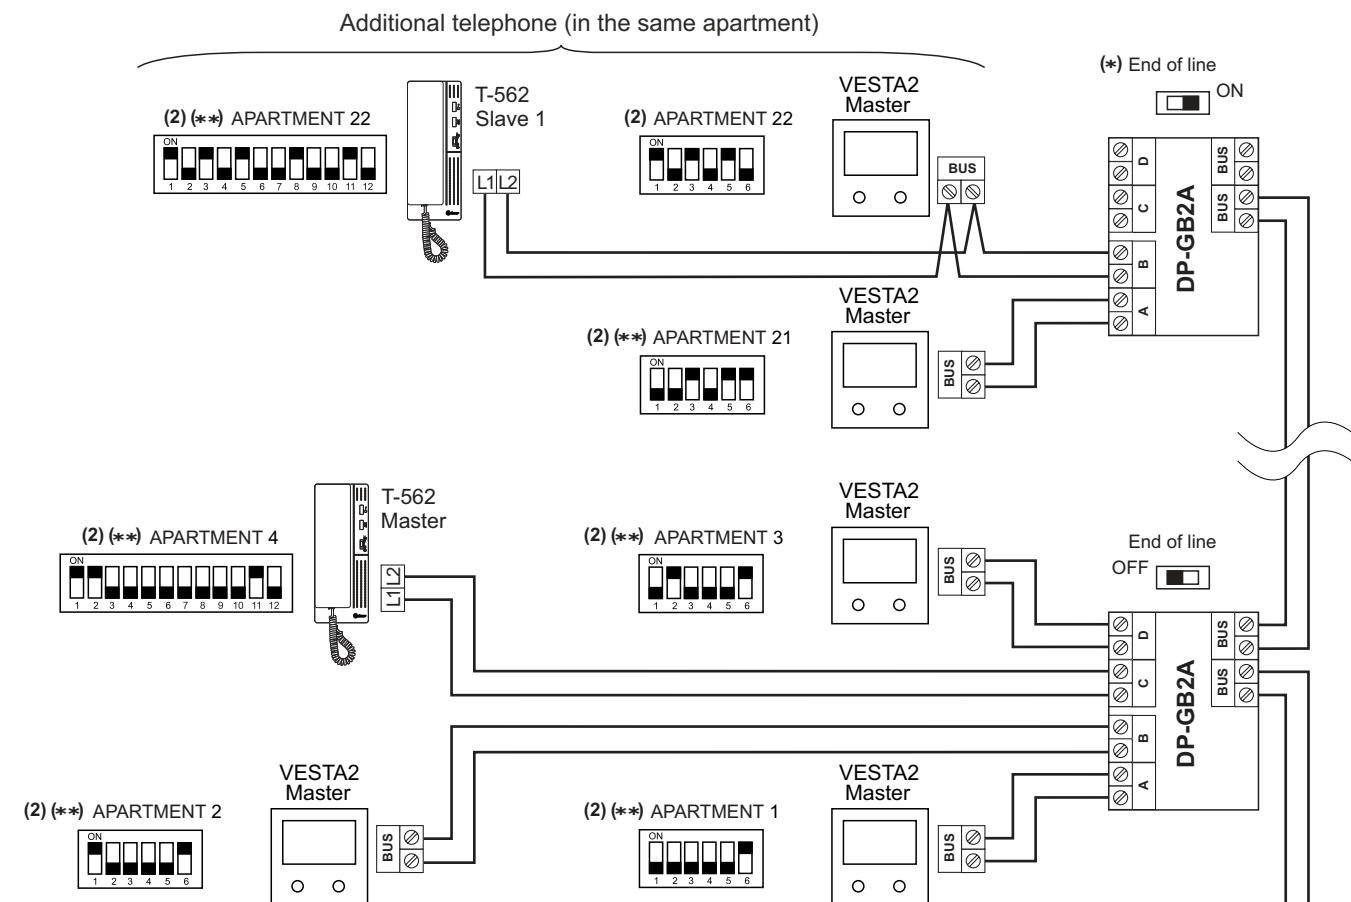 Additional telephone (in the same apartment)
(*) End of line
ON
VESTA2
Master
T-562
Slave 1
(2) (**) APARTMENT 22
ON
1 2 3 4 5 6 7 8 9 10 11 12
(2) APARTMENT 22
ON
1 2 3 4 5 6
L1 L2
BUS
D
C
B
A
DP-GB2A
BUS
BUS
VESTA2
Master
(2) (**) APARTMENT 21
ON
1 2 3 4 5 6
BUS
T-562
Master
(2) (**) APARTMENT 4
ON
1 2 3 4 5 6 7 8 9 10 11 12
L2
L1
VESTA2
Master
(2) (**) APARTMENT 3
ON
1 2 3 4 5 6
BUS
End of line
OFF
D
C
B
A
DP-GB2A
BUS
BUS
VESTA2
Master
(2) (**) APARTMENT 2
ON
1 2 3 4 5 6
BUS
VESTA2
Master
(2) (**) APARTMENT 1
ON
1 2 3 4 5 6
BUS